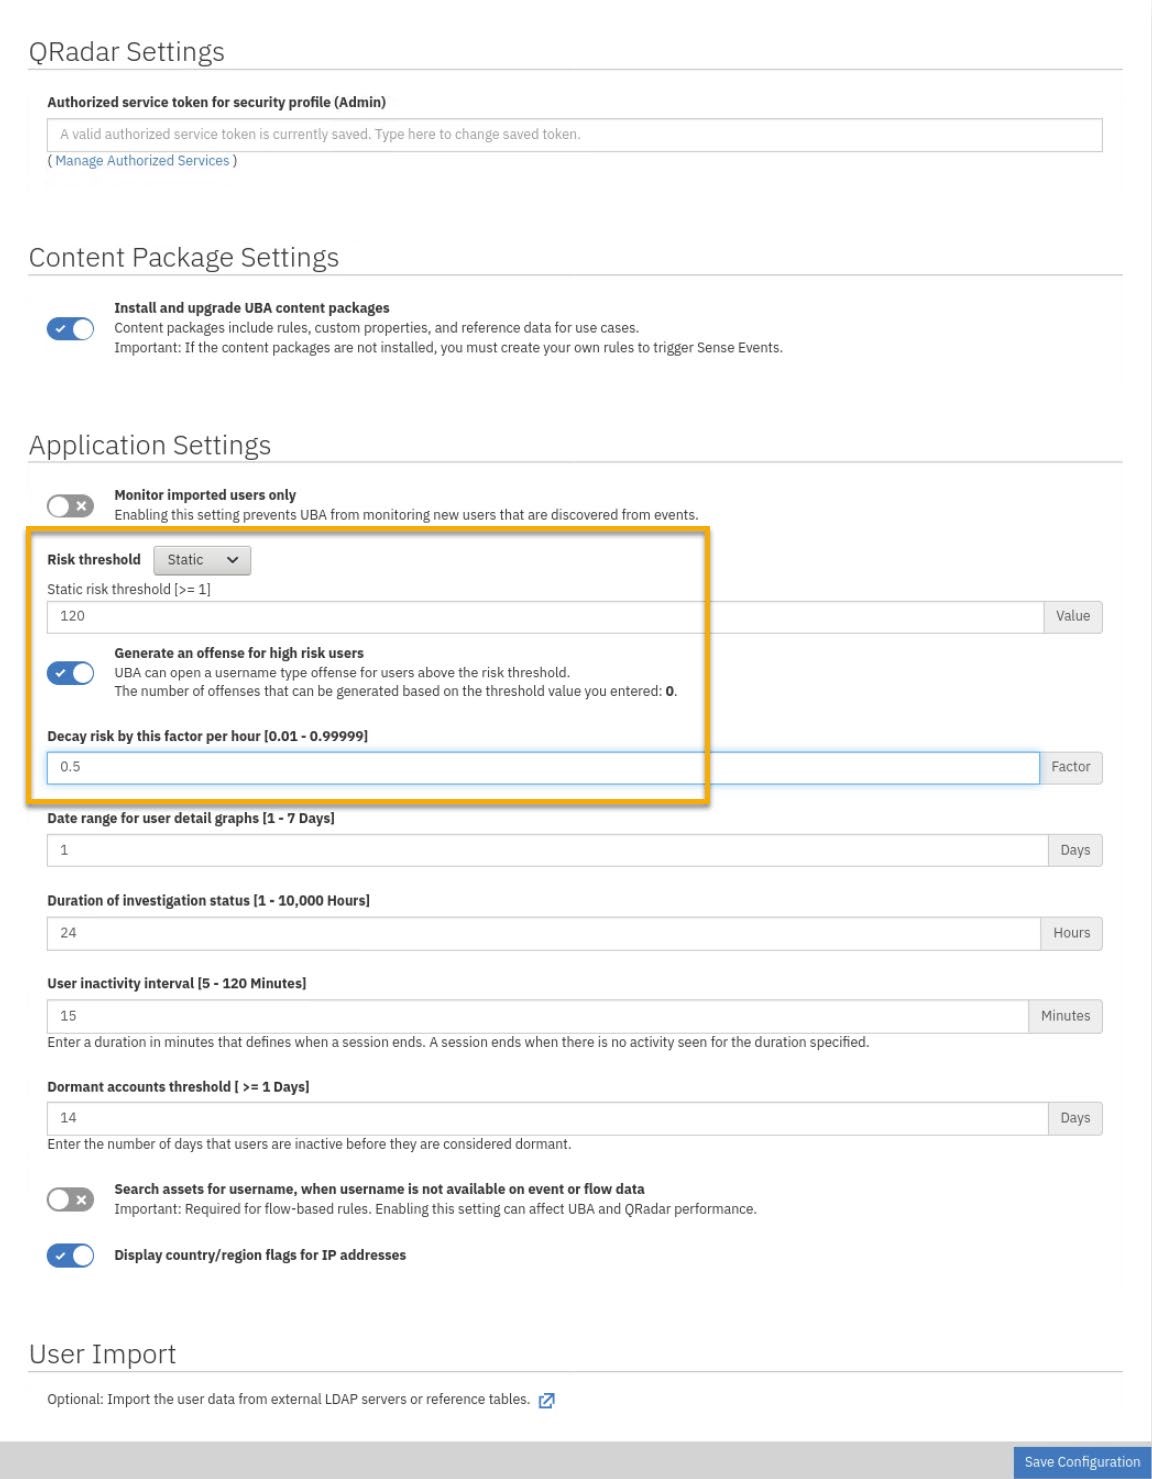 QRadar Settings
Authorized service token for security profile (Admin)
A valid authorized service token is currently saved. Type here to change saved token.
( Manage Authorized Services )
Content Package Settings
Install and upgrade UBA content packages
Content packages include rules, custom properties, and reference data for use cases.
Important: If the content packages are not installed, you must create your own rules to trigger Sense Events.
Application Settings
Monitor imported users only
Enabling this setting prevents UBA from monitoring new users that are discovered from events.
Risk threshold Static
Static risk threshold [>= 1]
120 Value
Generate an offense for high risk users
UBA can open a username type offense for users above the risk threshold.
The number of offenses that can be generated based on the threshold value you entered: 0.
Decay risk by this factor per hour [0.01 - 0.99999]
0.5 Factor
Date range for user detail graphs [1 - 7 Days]
1 Days
Duration of investigation status [1 - 10,000 Hours]
24 Hours
User inactivity interval [5 - 120 Minutes]
15 Minutes
Enter a duration in minutes that defines when a session ends. A session ends when there is no activity seen for the duration specified.
Dormant accounts threshold [ >= 1 Days]
14 Days
Enter the number of days that users are inactive before they are considered dormant.
Search assets for username, when username is not available on event or flow data
Important: Required for flow-based rules. Enabling this setting can affect UBA and QRadar performance.
Display country/region flags for IP addresses
User Import
Optional: Import the user data from external LDAP servers or reference tables.
Save Configuration